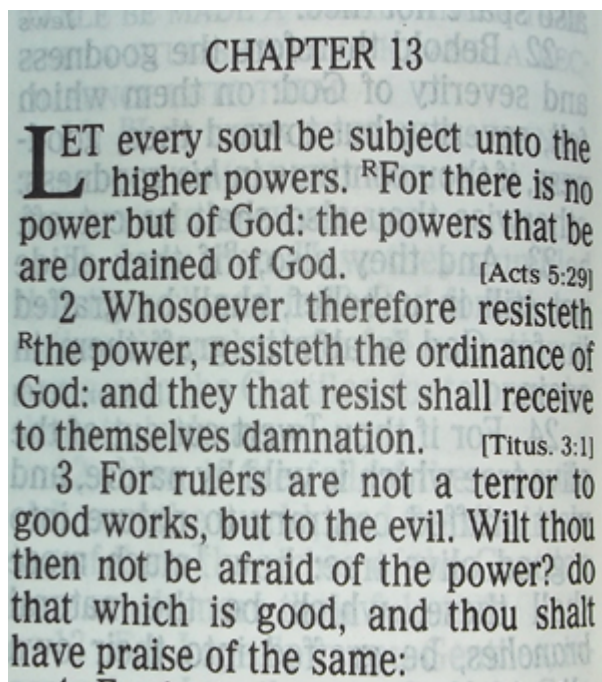 CHAPTER 13
LET every soul be subject unto the
higher powers. RFor there is no
power but of God: the powers that be
are ordained of God. [Acts 5:29]
2 Whosoever therefore resisteth
Rthe power, resisteth the ordinance of
God: and they that resist shall receive
to themselves damnation. [Titus. 3:1]
3 For rulers are not a terror to
good works, but to the evil. Wilt thou
then not be afraid of the power? do
that which is good, and thou shalt
have praise of the same: